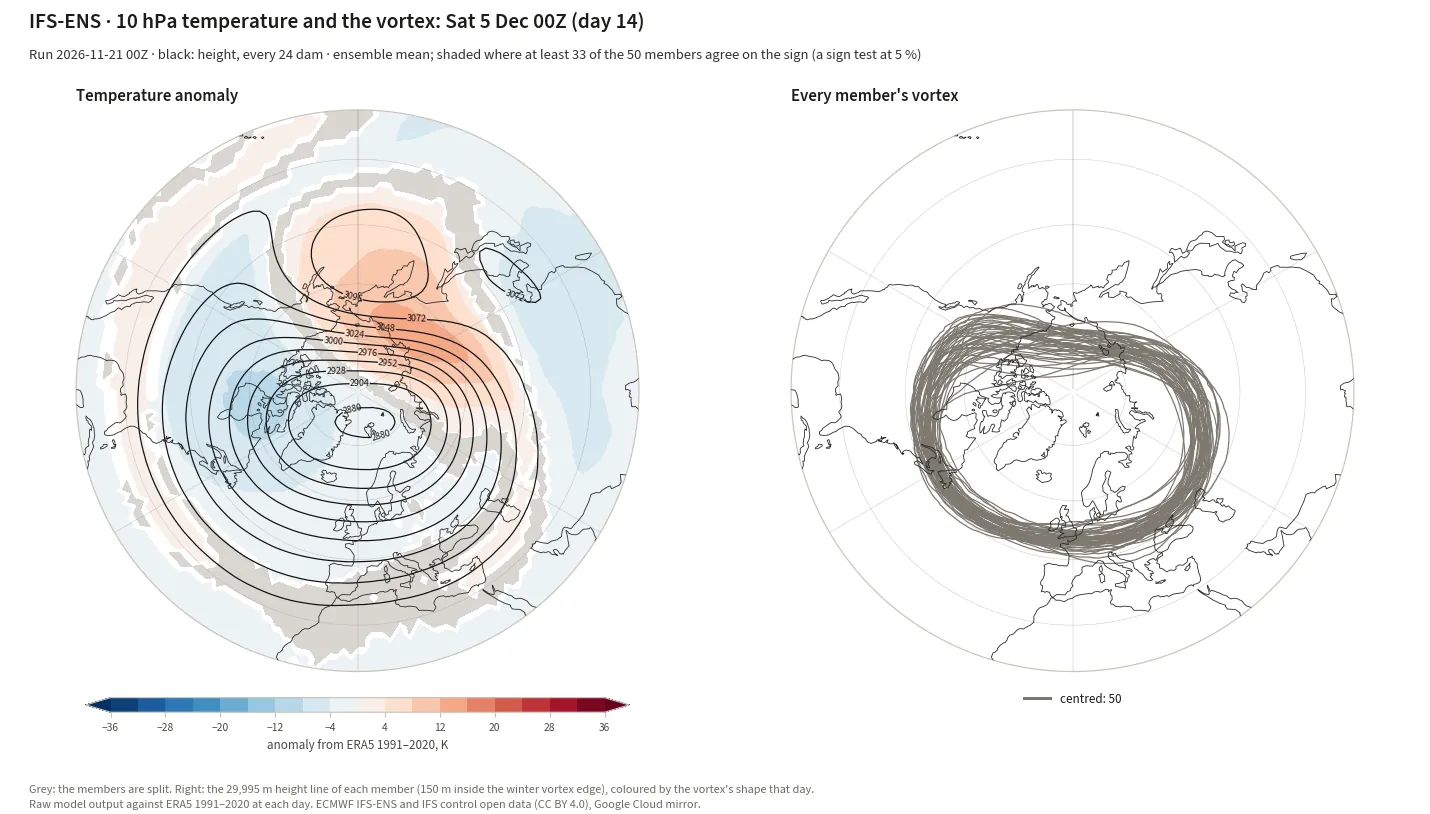 IFS-ENS · 10 hPa temperature and the vortex: Sat 5 Dec 00Z (day 14)
Run 2026-11-21 00Z · black: height, every 24 dam · ensemble mean; shaded where at least 33 of the 50 members agree on the sign (a sign test at 5 %)
Temperature anomaly
Every member's vortex
3096
3072
3072
3048
3024
3000
2976
2952
2928
2904
2880
2880
centred: 50
−36 −28 −20 −12 −4 4 12 20 28 36
anomaly from ERA5 1991–2020, K
Grey: the members are split. Right: the 29,995 m height line of each member (150 m inside the winter vortex edge), coloured by the vortex's shape that day.
Raw model output against ERA5 1991–2020 at each day. ECMWF IFS-ENS and IFS control open data (CC BY 4.0), Google Cloud mirror.